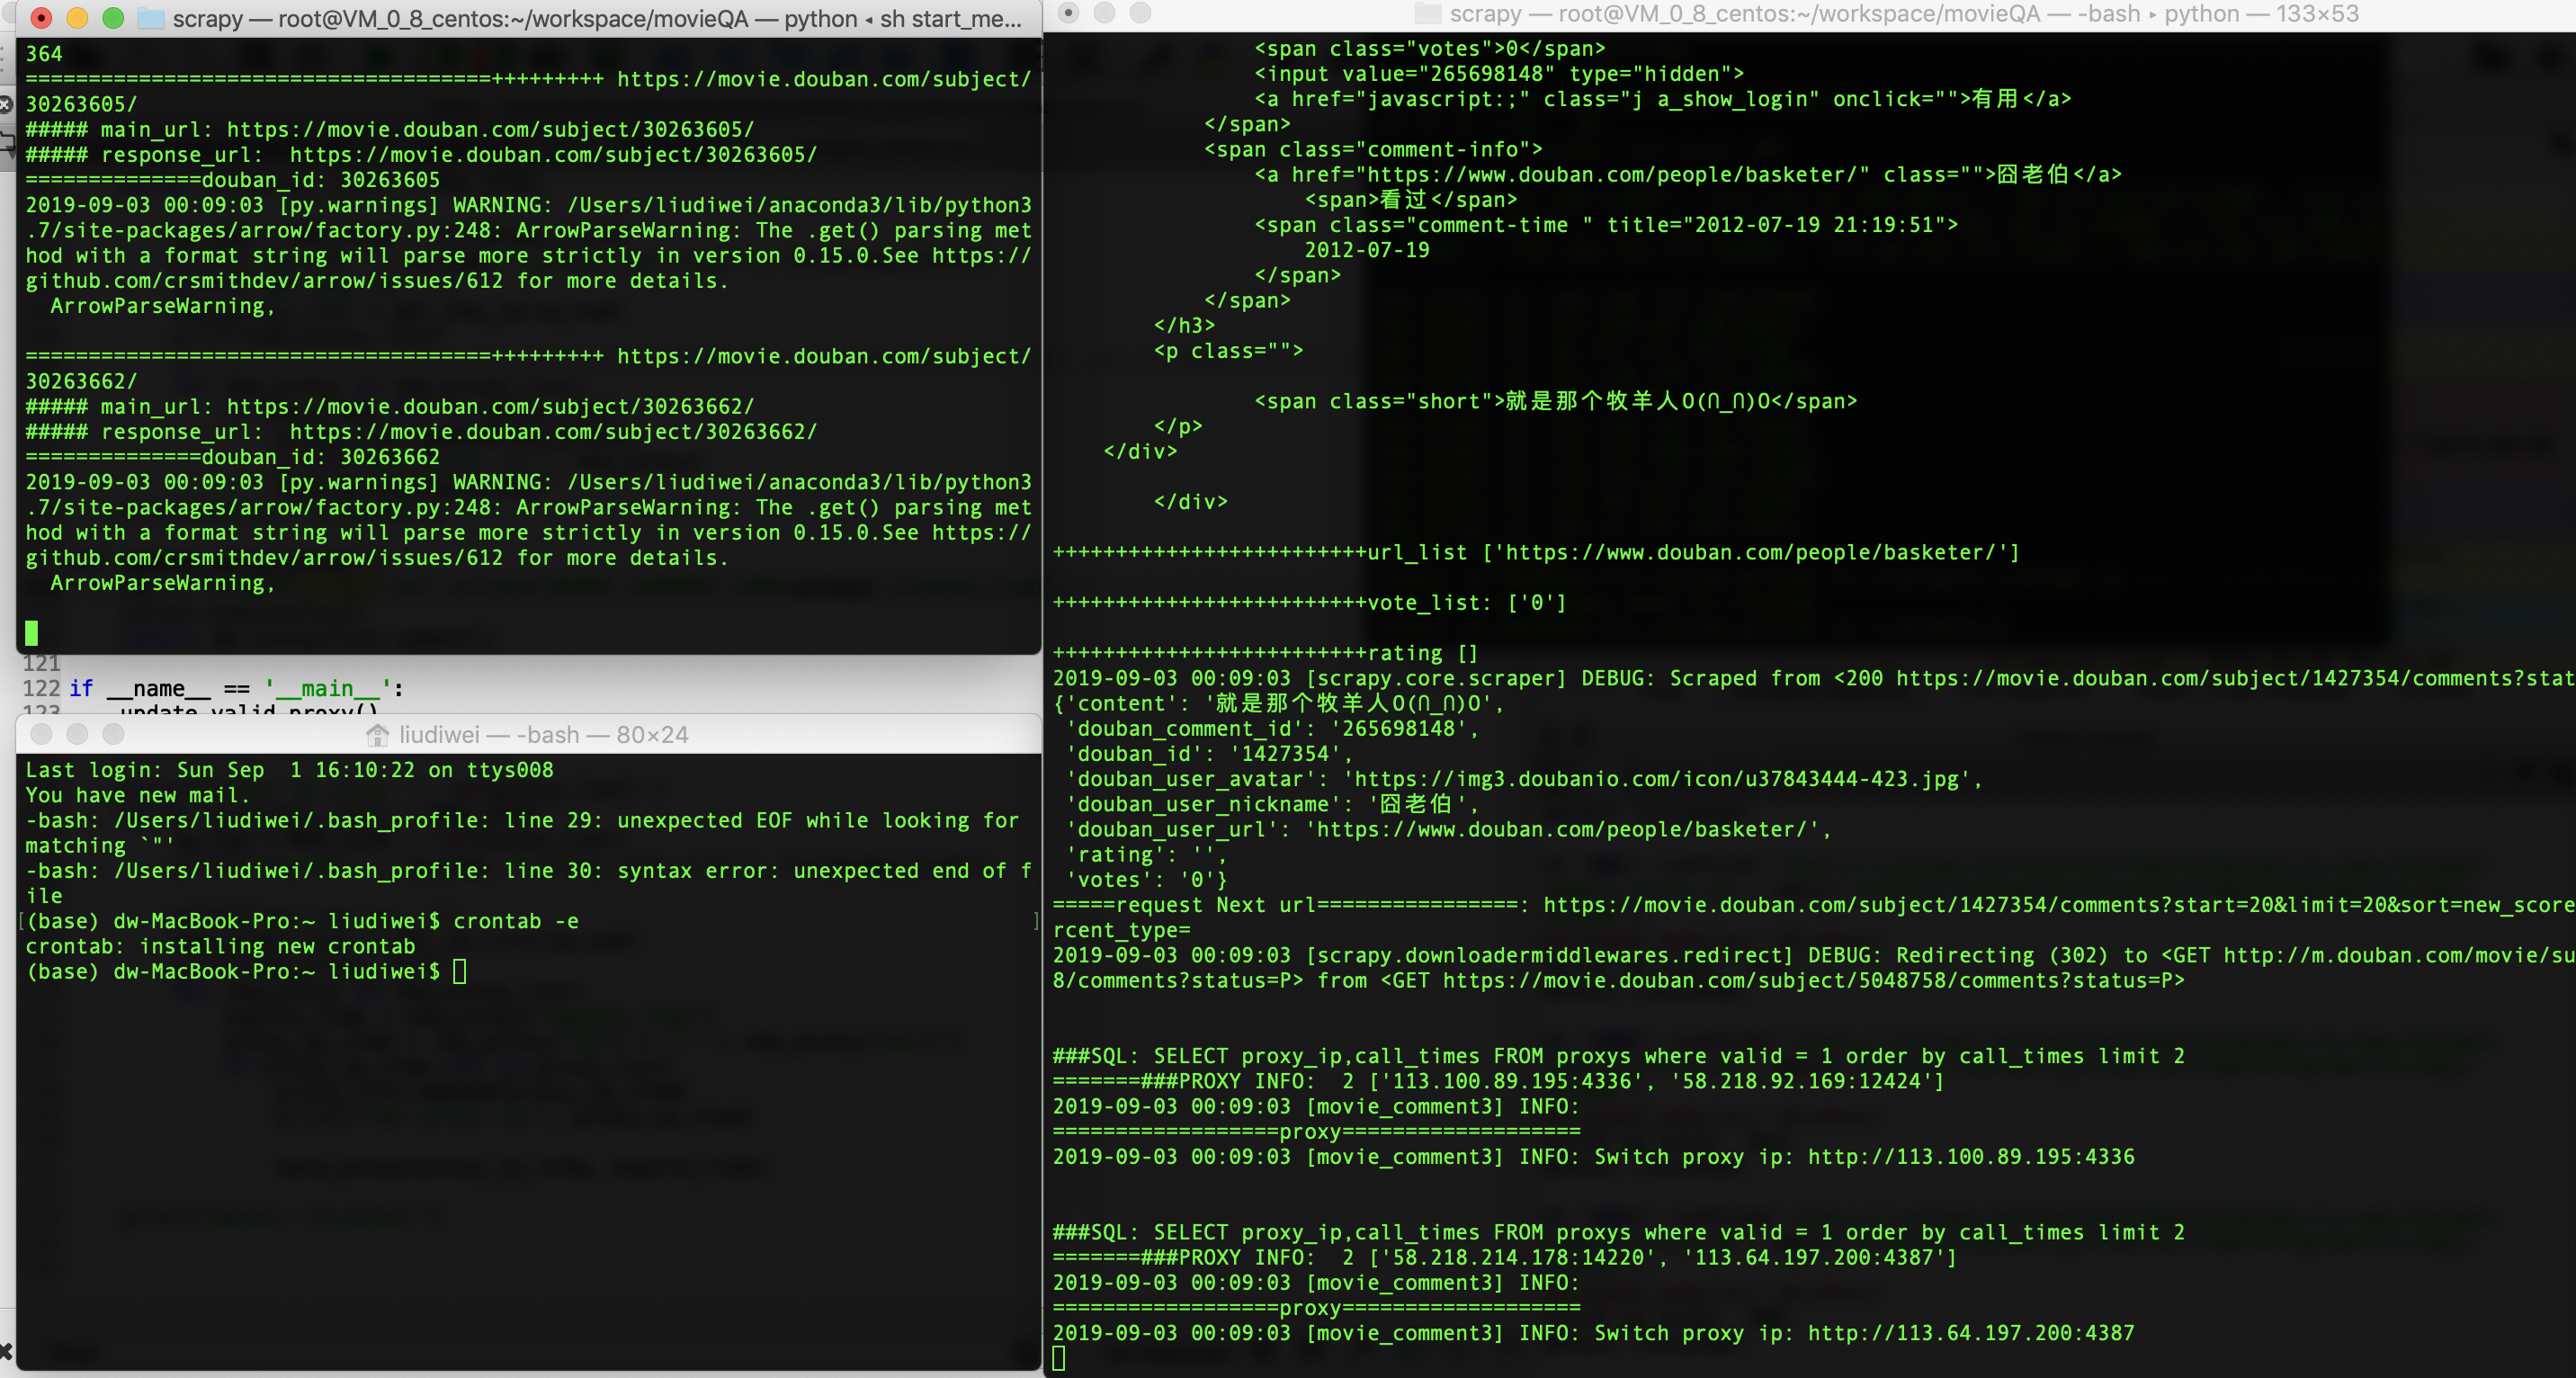 scrapy — root@VM_0_8_centos:~/workspace/movieQA — python ◂ sh start_me...
364
=====================================+++++++++ https://movie.douban.com/subject/
30263605/
##### main_url: https://movie.douban.com/subject/30263605/
##### response_url:  https://movie.douban.com/subject/30263605/
==============douban_id: 30263605
2019-09-03 00:09:03 [py.warnings] WARNING: /Users/liudiwei/anaconda3/lib/python3
.7/site-packages/arrow/factory.py:248: ArrowParseWarning: The .get() parsing met
hod with a format string will parse more strictly in version 0.15.0.See https://
github.com/crsmithdev/arrow/issues/612 for more details.
  ArrowParseWarning,
=====================================+++++++++ https://movie.douban.com/subject/
30263662/
##### main_url: https://movie.douban.com/subject/30263662/
##### response_url:  https://movie.douban.com/subject/30263662/
==============douban_id: 30263662
2019-09-03 00:09:03 [py.warnings] WARNING: /Users/liudiwei/anaconda3/lib/python3
.7/site-packages/arrow/factory.py:248: ArrowParseWarning: The .get() parsing met
hod with a format string will parse more strictly in version 0.15.0.See https://
github.com/crsmithdev/arrow/issues/612 for more details.
  ArrowParseWarning,
121
122 if __name__ == '__main__':
123 update_valid_proxy()
liudiwei — -bash — 80×24
Last login: Sun Sep  1 16:10:22 on ttys008
You have new mail.
-bash: /Users/liudiwei/.bash_profile: line 29: unexpected EOF while looking for
matching `"'
-bash: /Users/liudiwei/.bash_profile: line 30: syntax error: unexpected end of f
ile
[(base) dw-MacBook-Pro:~ liudiwei$ crontab -e ]
crontab: installing new crontab
(base) dw-MacBook-Pro:~ liudiwei$
scrapy — root@VM_0_8_centos:~/workspace/movieQA — -bash ▸ python — 133×53
<span class="votes">0</span>
<input value="265698148" type="hidden">
<a href="javascript:;" class="j a_show_login" onclick="">有用</a>
</span>
<span class="comment-info">
<a href="https://www.douban.com/people/basketer/" class="">囧老伯</a>
<span>看过</span>
<span class="comment-time " title="2012-07-19 21:19:51">
2012-07-19
</span>
</span>
</h3>
<p class="">
<span class="short">就是那个牧羊人O(∩_∩)O</span>
</p>
</div>
</div>
+++++++++++++++++++++++++url_list ['https://www.douban.com/people/basketer/']
+++++++++++++++++++++++++vote_list: ['0']
+++++++++++++++++++++++++rating []
2019-09-03 00:09:03 [scrapy.core.scraper] DEBUG: Scraped from <200 https://movie.douban.com/subject/1427354/comments?stat
{'content': '就是那个牧羊人O(∩_∩)O',
 'douban_comment_id': '265698148',
 'douban_id': '1427354',
 'douban_user_avatar': 'https://img3.doubanio.com/icon/u37843444-423.jpg',
 'douban_user_nickname': '囧老伯',
 'douban_user_url': 'https://www.douban.com/people/basketer/',
 'rating': '',
 'votes': '0'}
=====request Next url================: https://movie.douban.com/subject/1427354/comments?start=20&limit=20&sort=new_score
rcent_type=
2019-09-03 00:09:03 [scrapy.downloadermiddlewares.redirect] DEBUG: Redirecting (302) to <GET http://m.douban.com/movie/su
8/comments?status=P> from <GET https://movie.douban.com/subject/5048758/comments?status=P>
###SQL: SELECT proxy_ip,call_times FROM proxys where valid = 1 order by call_times limit 2
=======###PROXY INFO:  2 ['113.100.89.195:4336', '58.218.92.169:12424']
2019-09-03 00:09:03 [movie_comment3] INFO:
==================proxy===================
2019-09-03 00:09:03 [movie_comment3] INFO: Switch proxy ip: http://113.100.89.195:4336
###SQL: SELECT proxy_ip,call_times FROM proxys where valid = 1 order by call_times limit 2
=======###PROXY INFO:  2 ['58.218.214.178:14220', '113.64.197.200:4387']
2019-09-03 00:09:03 [movie_comment3] INFO:
==================proxy===================
2019-09-03 00:09:03 [movie_comment3] INFO: Switch proxy ip: http://113.64.197.200:4387